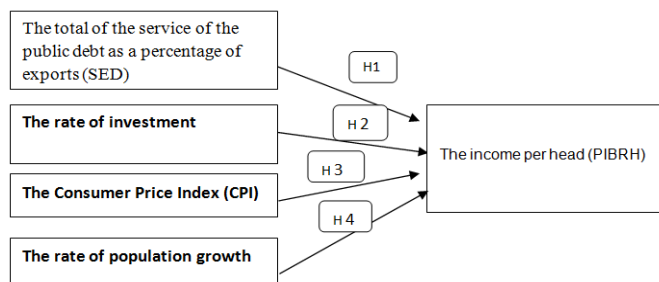 The total of the service of the
public debt as a percentage of
exports (SED)
H1
The rate of investment
H 2
The income per head (PIBRH)
H 3
The Consumer Price Index (CPI)
H 4
The rate of population growth